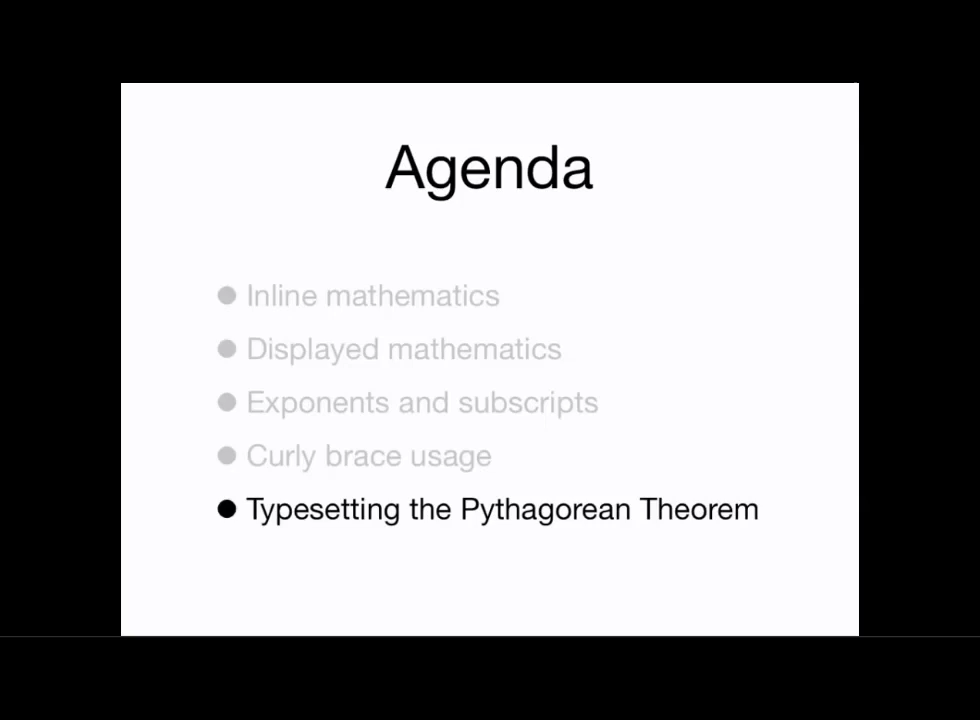 Agenda
● Inline mathematics
● Displayed mathematics
● Exponents and subscripts
● Curly brace usage
● Typesetting the Pythagorean Theorem